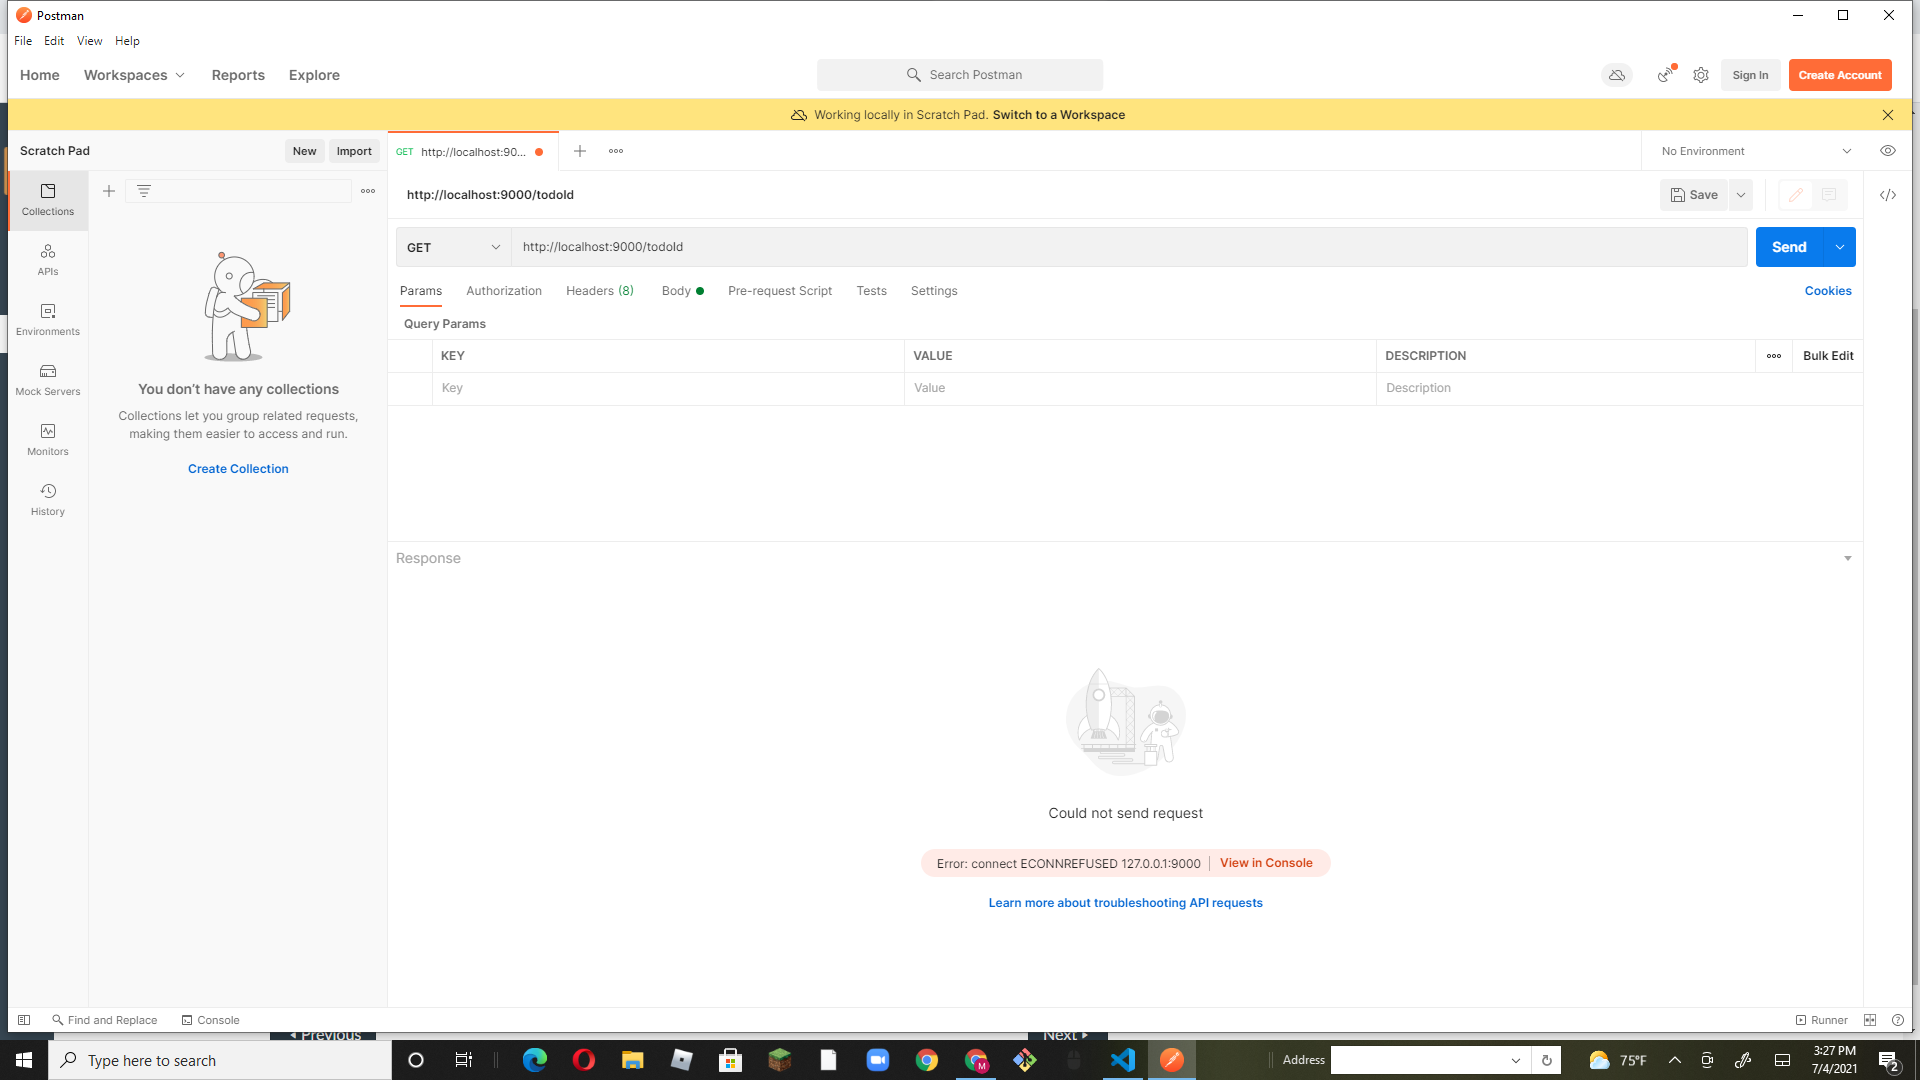 Postman
File Edit View Help
Home Workspaces Reports Explore
Search Postman
Sign In
Create Account
Working locally in Scratch Pad. Switch to a Workspace
Scratch Pad
New
Import
GET http://localhost:90...
No Environment
Collections
APIs
Environments
Mock Servers
Monitors
History
You don't have any collections
Collections let you group related requests,
making them easier to access and run.
Create Collection
http://localhost:9000/todoId
Save
GET
http://localhost:9000/todoId
Send
Params Authorization Headers (8) Body Pre-request Script Tests Settings
Cookies
Query Params
KEY VALUE DESCRIPTION Bulk Edit
Key Value Description
Response
Could not send request
Error: connect ECONNREFUSED 127.0.0.1:9000 View in Console
Learn more about troubleshooting API requests
Find and Replace Console
Runner
Previous
Next
Type here to search
M
Address
75°F
3:27 PM
7/4/2021
2